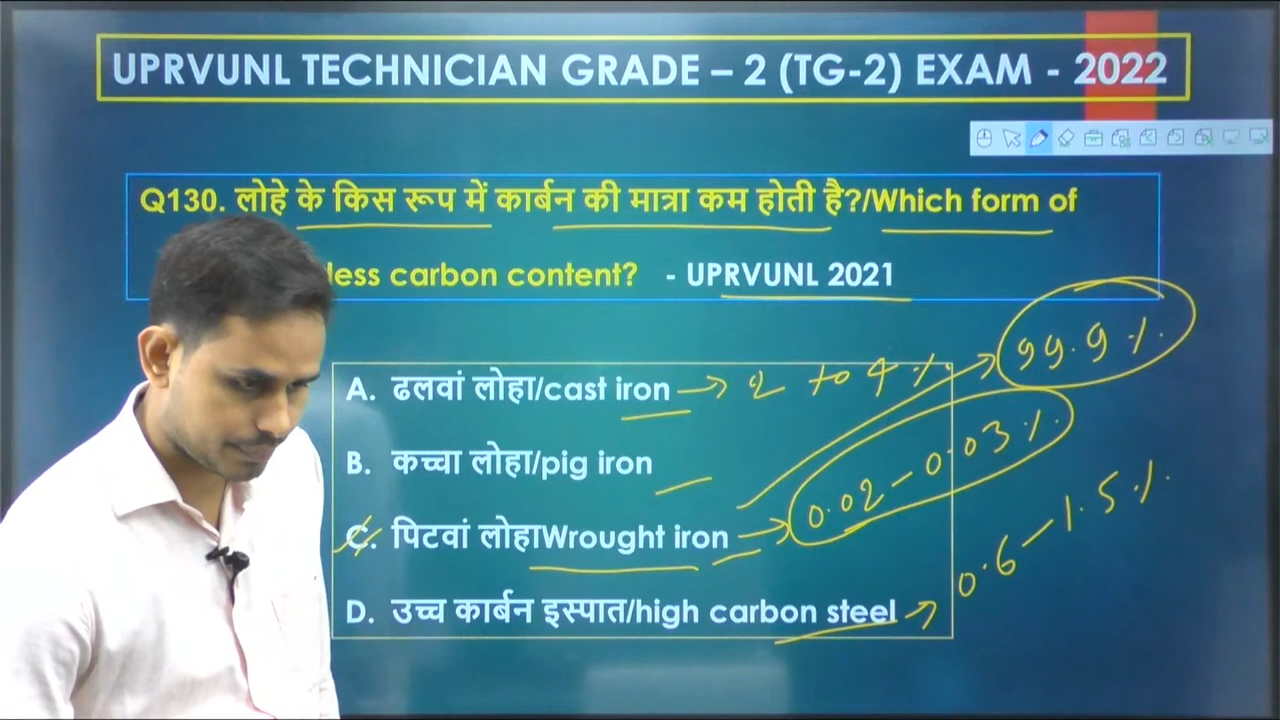 UPRVUNL TECHNICIAN GRADE – 2 (TG-2) EXAM - 2022
Q130. लोहे के किस रूप में कार्बन की मात्रा कम होती है?/Which form of
less carbon content? - UPRVUNL 2021
99.9%.
A. ढलवां लोहा/cast iron → 2 to 4%.
B. कच्चा लोहा/pig iron
0.02 – 0.03%.
C. पिटवां लोहाWrought iron →
0.6 – 1.5%.
D. उच्च कार्बन इस्पात/high carbon steel →